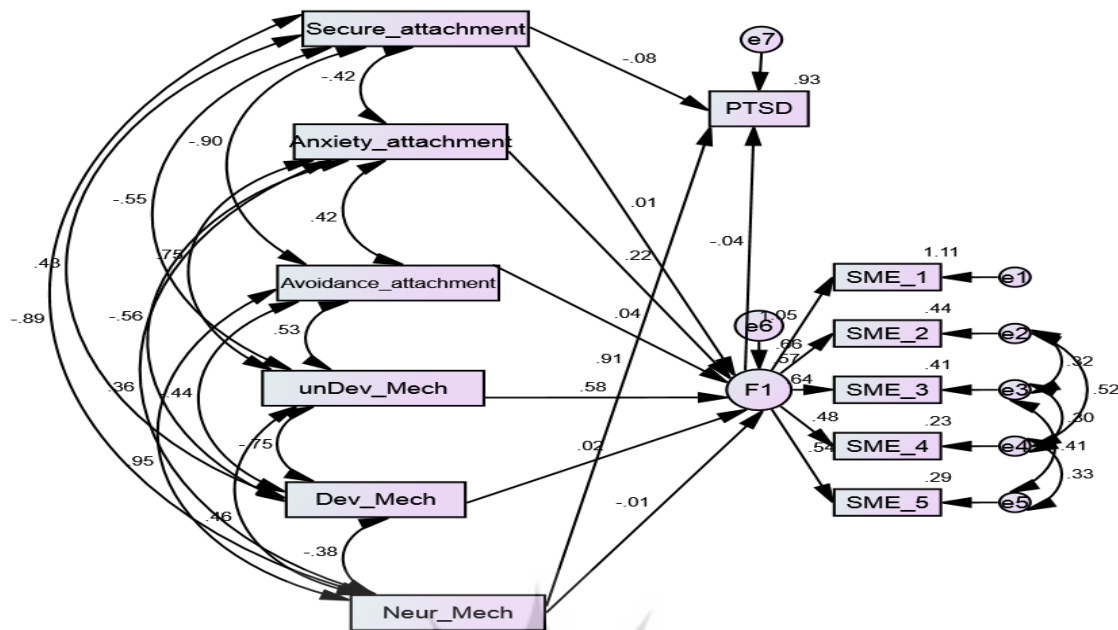 Secure_attachment
e7
-.08
.93
PTSD
-.42
Anxiety_attachment
-.90
-.55
.01
.42
.22
-.04
.75
.43
1.11
SME_1
e1
Avoidance_attachment
-.89
-.56
.53
.04
1.05
e6
.44
SME_2
e2
.66
.57
.32
.91
.41
.36
.44
unDev_Mech
.58
F1
.64
SME_3
e3
.52
.48
.23
.30
-.75
.02
.54
SME_4
e4
.41
.95
.29
.33
Dev_Mech
-.01
SME_5
e5
.46
-.38
Neur_Mech